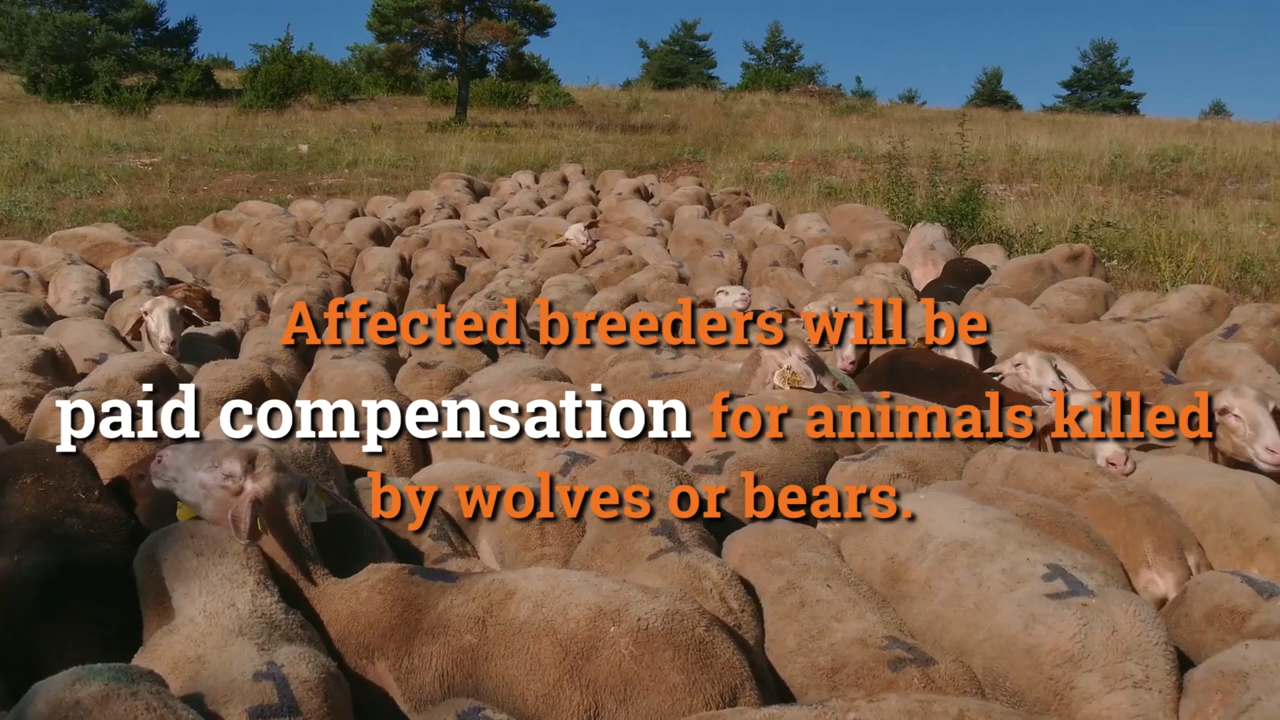 Affected breeders will be
paid compensation for animals killed
by wolves or bears.